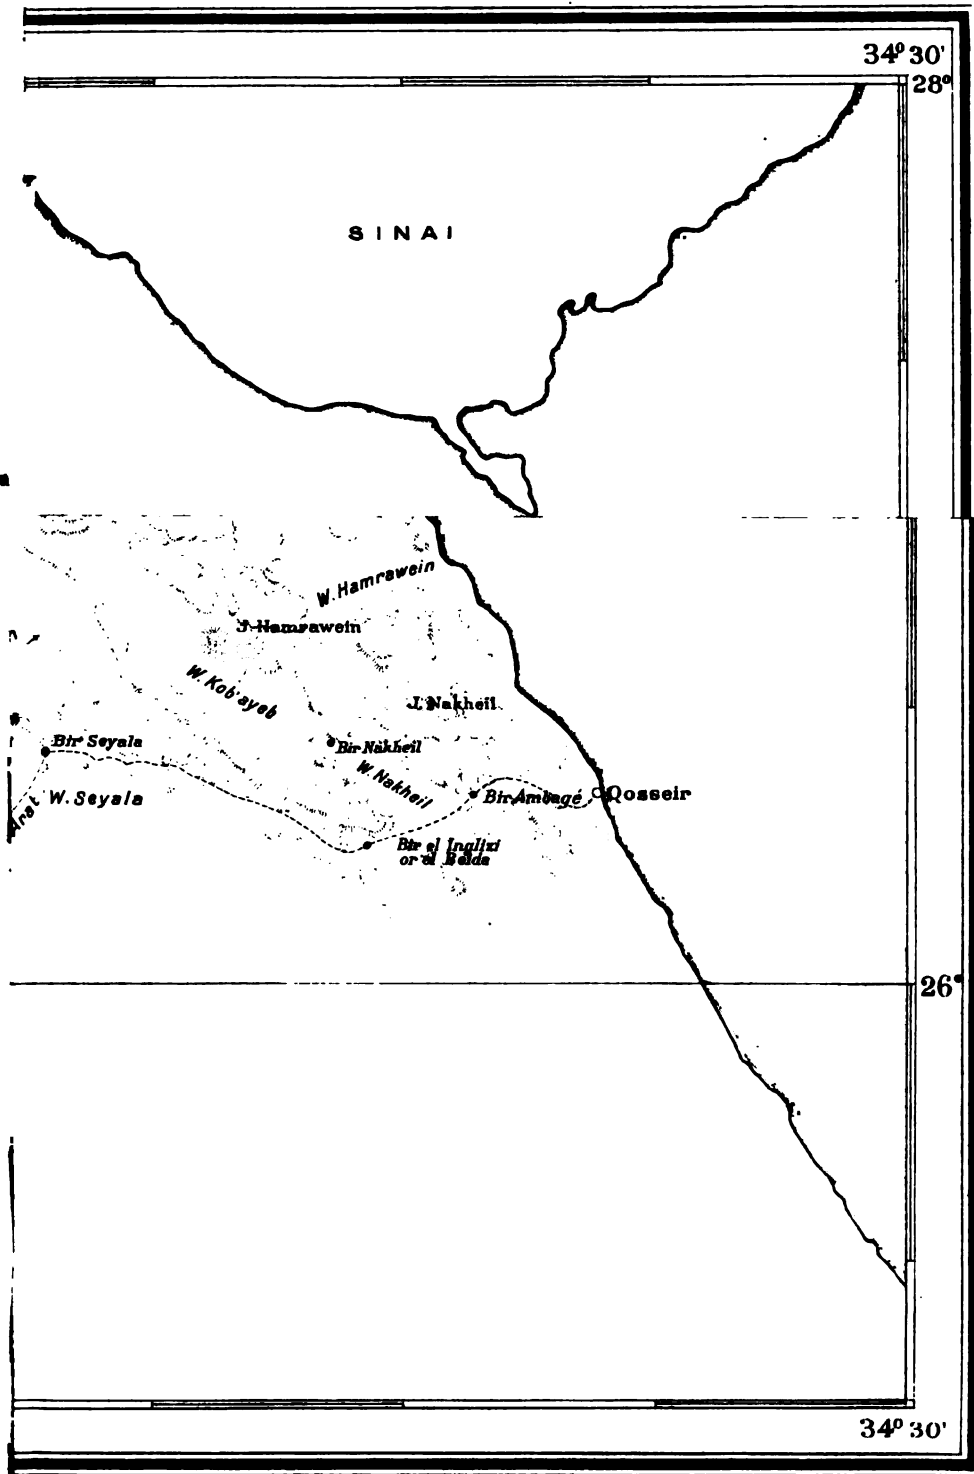 34° 30'
28°
SINAI
W. Hamrawein
J. Hamrawein
W. Kob'ayeb
J. Nakheil
Bir Seyala
Bir Nakheil
W. Nakheil
W. Seyala
Bir Ambagé
Qosseir
Bir el Inglizi
or el Beida
26°
34° 30'